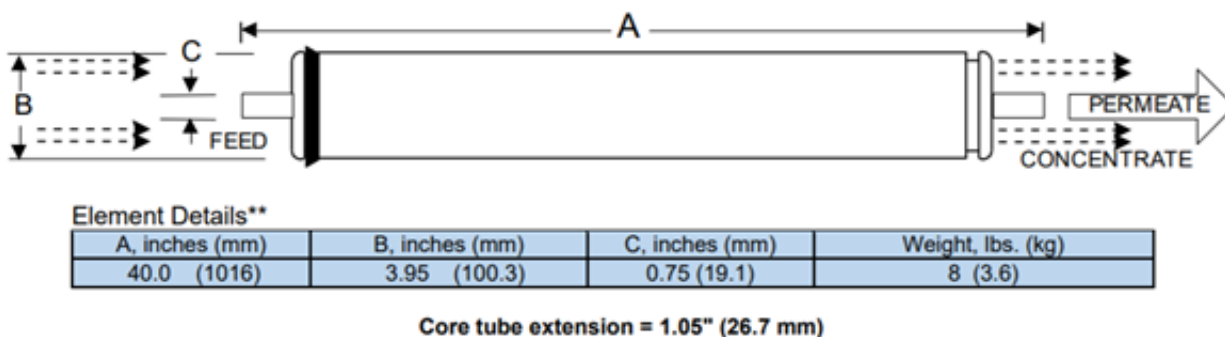 A
C
B
FEED
PERMEATE
CONCENTRATE
Element Details**
A, inches (mm) B, inches (mm) C, inches (mm) Weight, lbs. (kg)
40.0 (1016) 3.95 (100.3) 0.75 (19.1) 8 (3.6)
Core tube extension = 1.05" (26.7 mm)